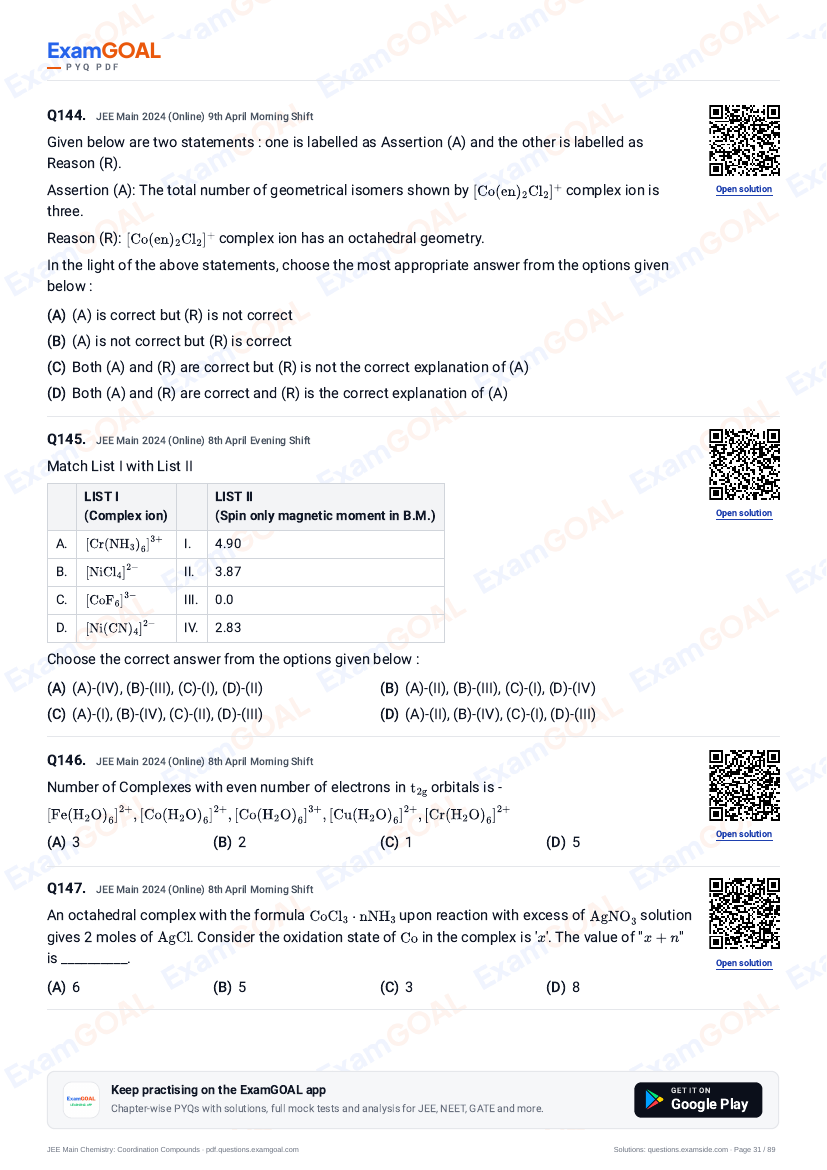 ExamGOAL
PYQ PDF
Q144. JEE Main 2024 (Online) 9th April Morning Shift
Given below are two statements : one is labelled as Assertion (A) and the other is labelled as
Reason (R).
Assertion (A): The total number of geometrical isomers shown by [Co(en)₂Cl₂]⁺ complex ion is
three.
Reason (R): [Co(en)₂Cl₂]⁺ complex ion has an octahedral geometry.
In the light of the above statements, choose the most appropriate answer from the options given
below :
(A) (A) is correct but (R) is not correct
(B) (A) is not correct but (R) is correct
(C) Both (A) and (R) are correct but (R) is not the correct explanation of (A)
(D) Both (A) and (R) are correct and (R) is the correct explanation of (A)
Open solution
Q145. JEE Main 2024 (Online) 8th April Evening Shift
Match List I with List II
LIST I (Complex ion) LIST II (Spin only magnetic moment in B.M.)
A. [Cr(NH₃)₆]³⁺ I. 4.90
B. [NiCl₄]²⁻ II. 3.87
C. [CoF₆]³⁻ III. 0.0
D. [Ni(CN)₄]²⁻ IV. 2.83
Choose the correct answer from the options given below :
(A) (A)-(IV), (B)-(III), (C)-(I), (D)-(II) (B) (A)-(II), (B)-(III), (C)-(I), (D)-(IV)
(C) (A)-(I), (B)-(IV), (C)-(II), (D)-(III) (D) (A)-(II), (B)-(IV), (C)-(I), (D)-(III)
Open solution
Q146. JEE Main 2024 (Online) 8th April Morning Shift
Number of Complexes with even number of electrons in t₂g orbitals is -
[Fe(H₂O)₆]²⁺, [Co(H₂O)₆]²⁺, [Co(H₂O)₆]³⁺, [Cu(H₂O)₆]²⁺, [Cr(H₂O)₆]²⁺
(A) 3 (B) 2 (C) 1 (D) 5
Open solution
Q147. JEE Main 2024 (Online) 8th April Morning Shift
An octahedral complex with the formula CoCl₃ · nNH₃ upon reaction with excess of AgNO₃ solution
gives 2 moles of AgCl. Consider the oxidation state of Co in the complex is 'x'. The value of "x + n"
is __________.
(A) 6 (B) 5 (C) 3 (D) 8
Open solution
Keep practising on the ExamGOAL app
Chapter-wise PYQs with solutions, full mock tests and analysis for JEE, NEET, GATE and more.
GET IT ON
Google Play
JEE Main Chemistry: Coordination Compounds · pdf.questions.examgoal.com Solutions: questions.examside.com · Page 31 / 89